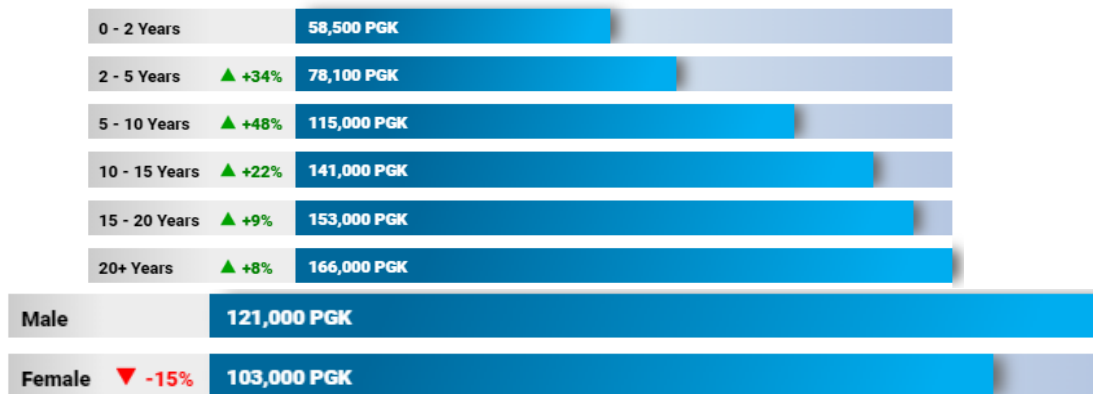 0 - 2 Years 58,500 PGK
2 - 5 Years ▲ +34% 78,100 PGK
5 - 10 Years ▲ +48% 115,000 PGK
10 - 15 Years ▲ +22% 141,000 PGK
15 - 20 Years ▲ +9% 153,000 PGK
20+ Years ▲ +8% 166,000 PGK
Male 121,000 PGK
Female ▼ -15% 103,000 PGK